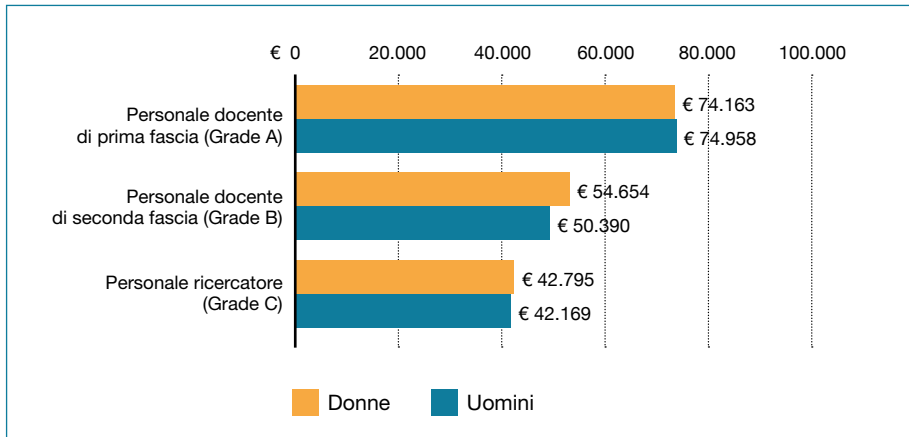 € 0 20.000 40.000 60.000 80.000 100.000
Personale docente
di prima fascia (Grade A)
€ 74.163
€ 74.958
Personale docente
di seconda fascia (Grade B)
€ 54.654
€ 50.390
Personale ricercatore
(Grade C)
€ 42.795
€ 42.169
Donne Uomini